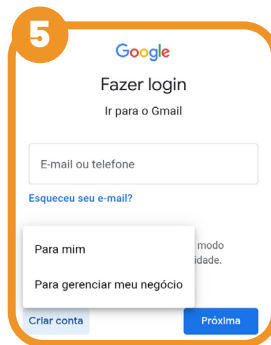 5
Google
Fazer login
Ir para o Gmail
E-mail ou telefone
Esqueceu seu e-mail?
Para mim
modo
idade.
Para gerenciar meu negócio
Criar conta
Próxima